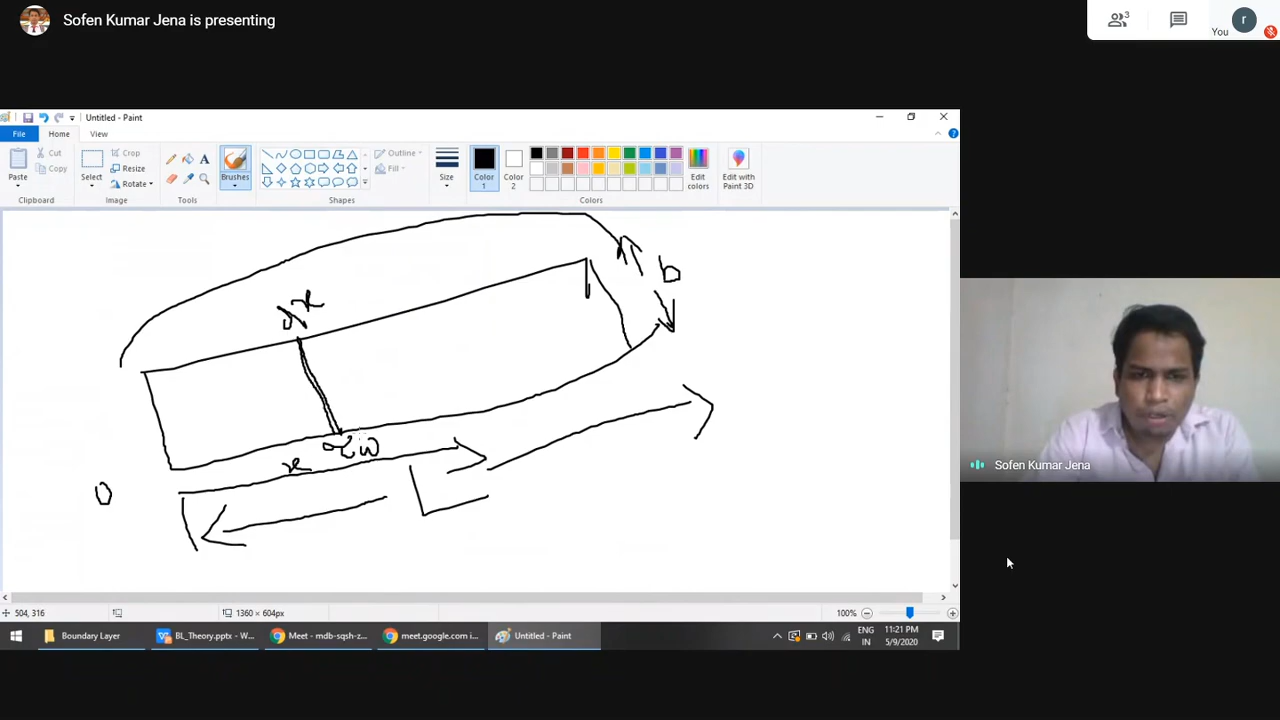 Sofen Kumar Jena is presenting
3
r
You
Untitled - Paint
File Home View
Cut
Copy
Paste
Clipboard
Crop
Resize
Rotate
Select
Image
Tools
Brushes
Outline
Fill
Shapes
Size
Color 1
Color 2
Edit colors
Colors
Edit with Paint 3D
dx
b
x
τw
L
0
Sofen Kumar Jena
504, 316
1360 × 604px
100%
Boundary Layer
BL_Theory.pptx - W...
Meet - mdb-sqsh-z...
meet.google.com i...
Untitled - Paint
ENG
IN
11:21 PM
5/9/2020